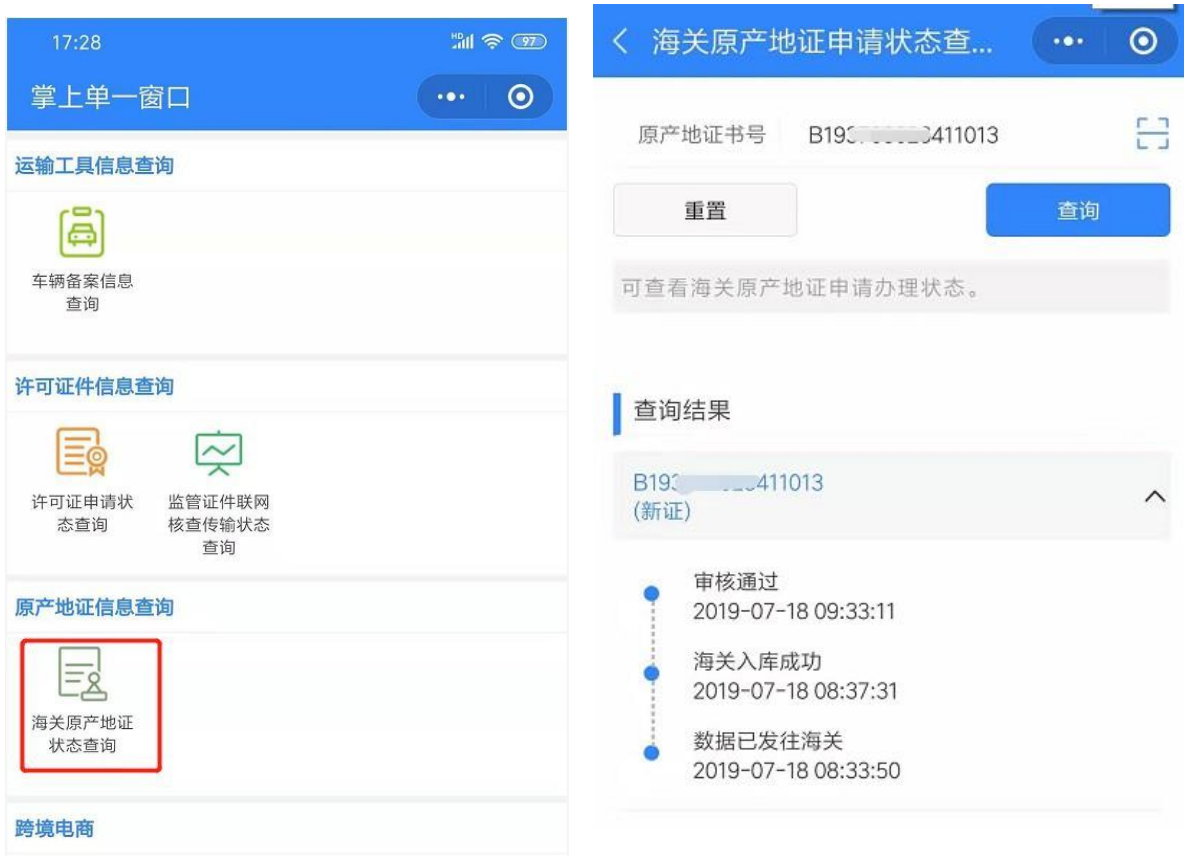 17:28
HD 97
掌上单一窗口
运输工具信息查询
车辆备案信息
查询
许可证件信息查询
许可证申请状
态查询
监管证件联网
核查传输状态
查询
原产地证信息查询
海关原产地证
状态查询
跨境电商
海关原产地证申请状态查...
原产地证书号 B193 411013
重置 查询
可查看海关原产地证申请办理状态。
查询结果
B193 411013
(新证)
审核通过
2019-07-18 09:33:11
海关入库成功
2019-07-18 08:37:31
数据已发往海关
2019-07-18 08:33:50